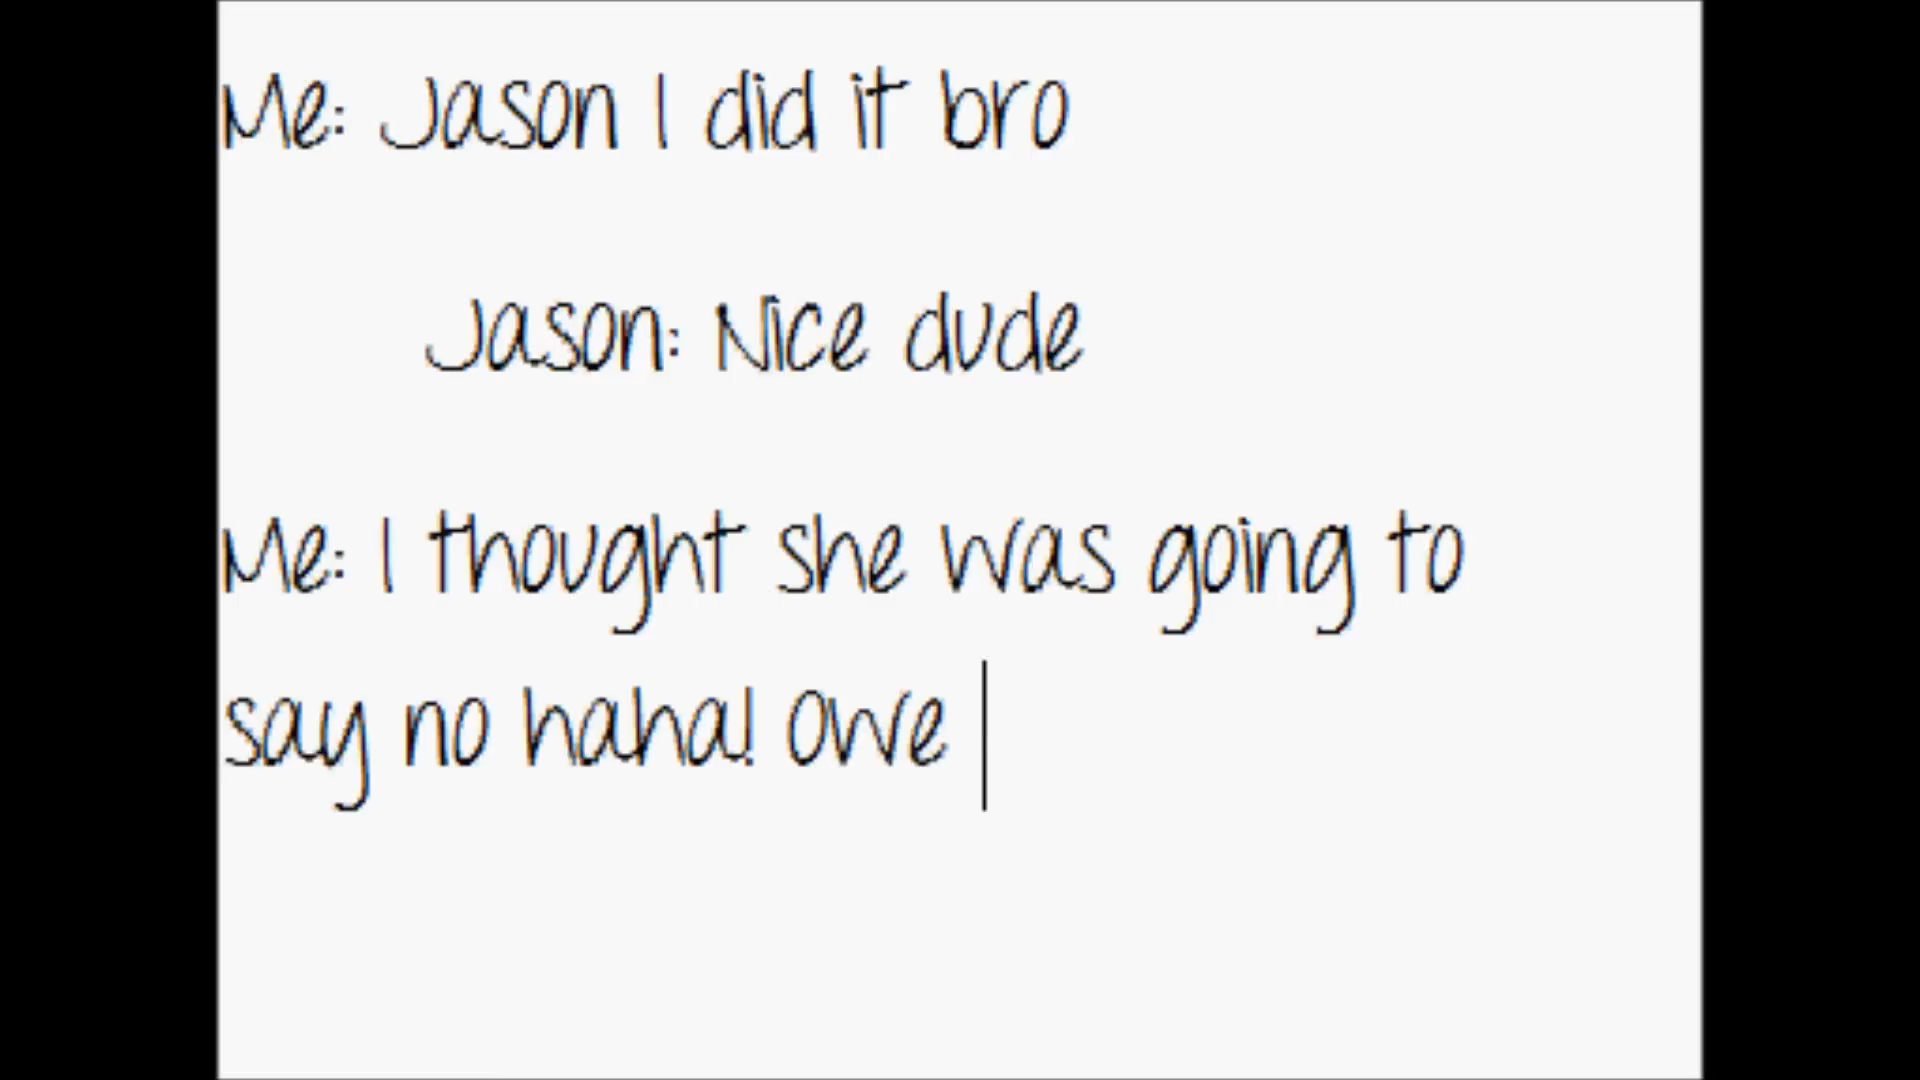 Me: Jason I did it bro
Jason: Nice dude
Me: I thought she was going to
say no haha! Owe